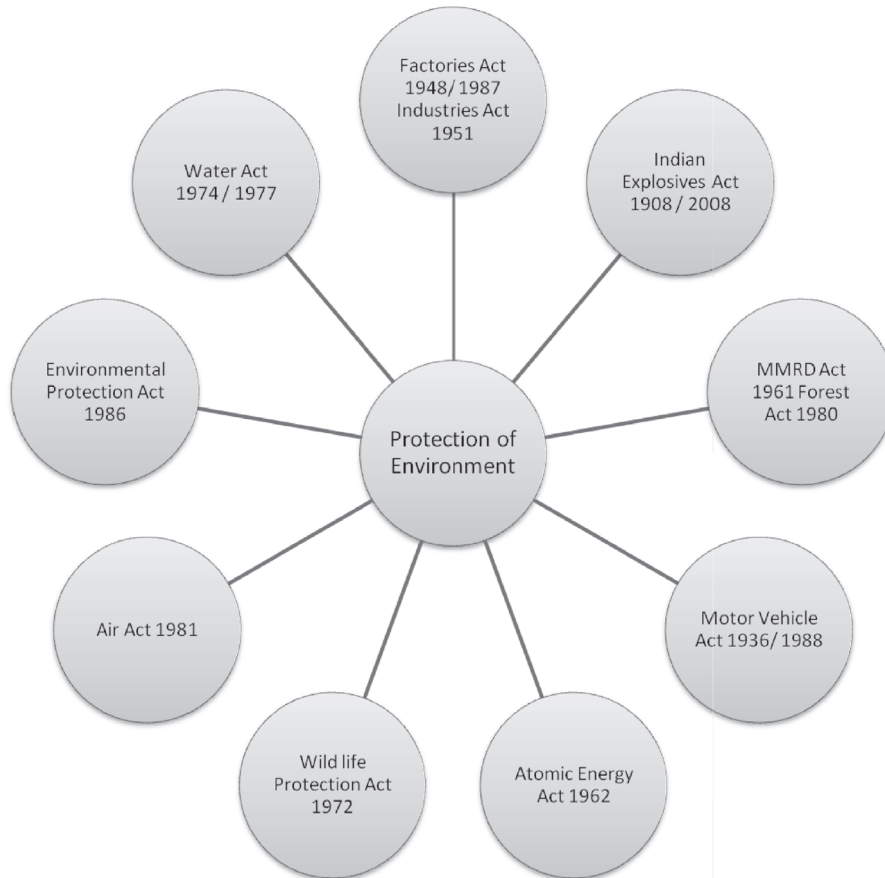 Factories Act
1948/ 1987
Industries Act
1951
Indian
Explosives Act
1908 / 2008
MMRD Act
1961 Forest
Act 1980
Motor Vehicle
Act 1936/ 1988
Atomic Energy
Act 1962
Wild life
Protection Act
1972
Air Act 1981
Environmental
Protection Act
1986
Water Act
1974 / 1977
Protection of
Environment